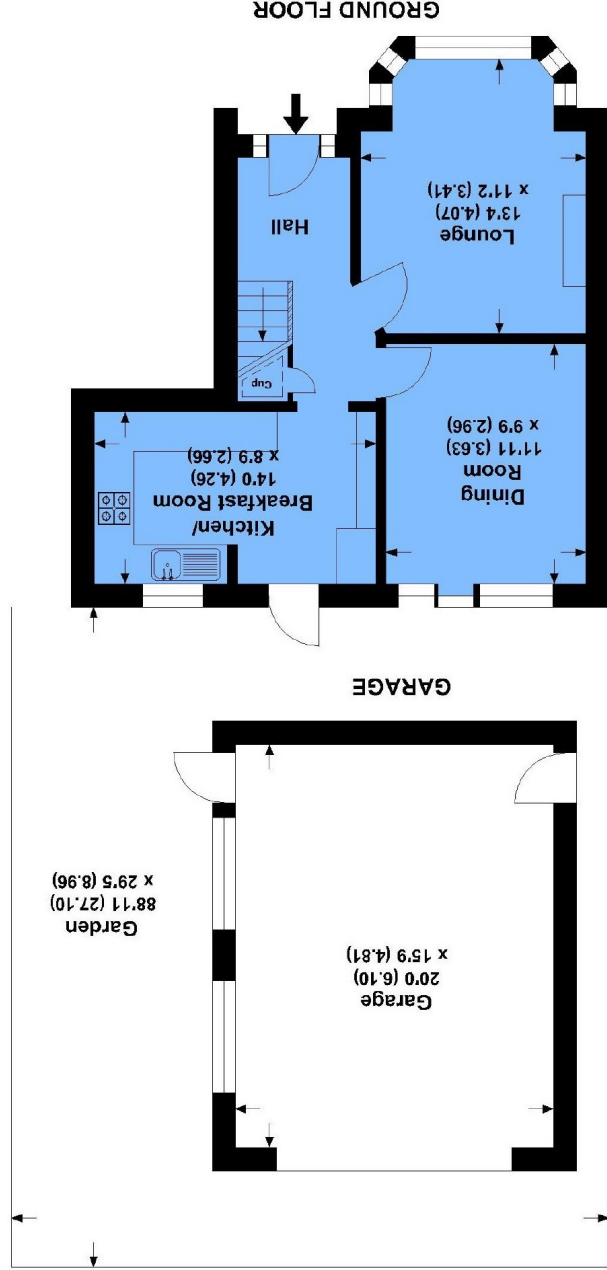 Garden
88'11 (27.10)
x 29'5 (8.96)
Garage
20'0 (6.10)
x 15'9 (4.81)
GARAGE
Dining
Room
11'11 (3.63)
x 9'9 (2.96)
Kitchen/
Breakfast Room
14'0 (4.26)
x 8'9 (2.66)
Cup
Lounge
13'4 (4.07)
x 11'2 (3.41)
Hall
GROUND FLOOR